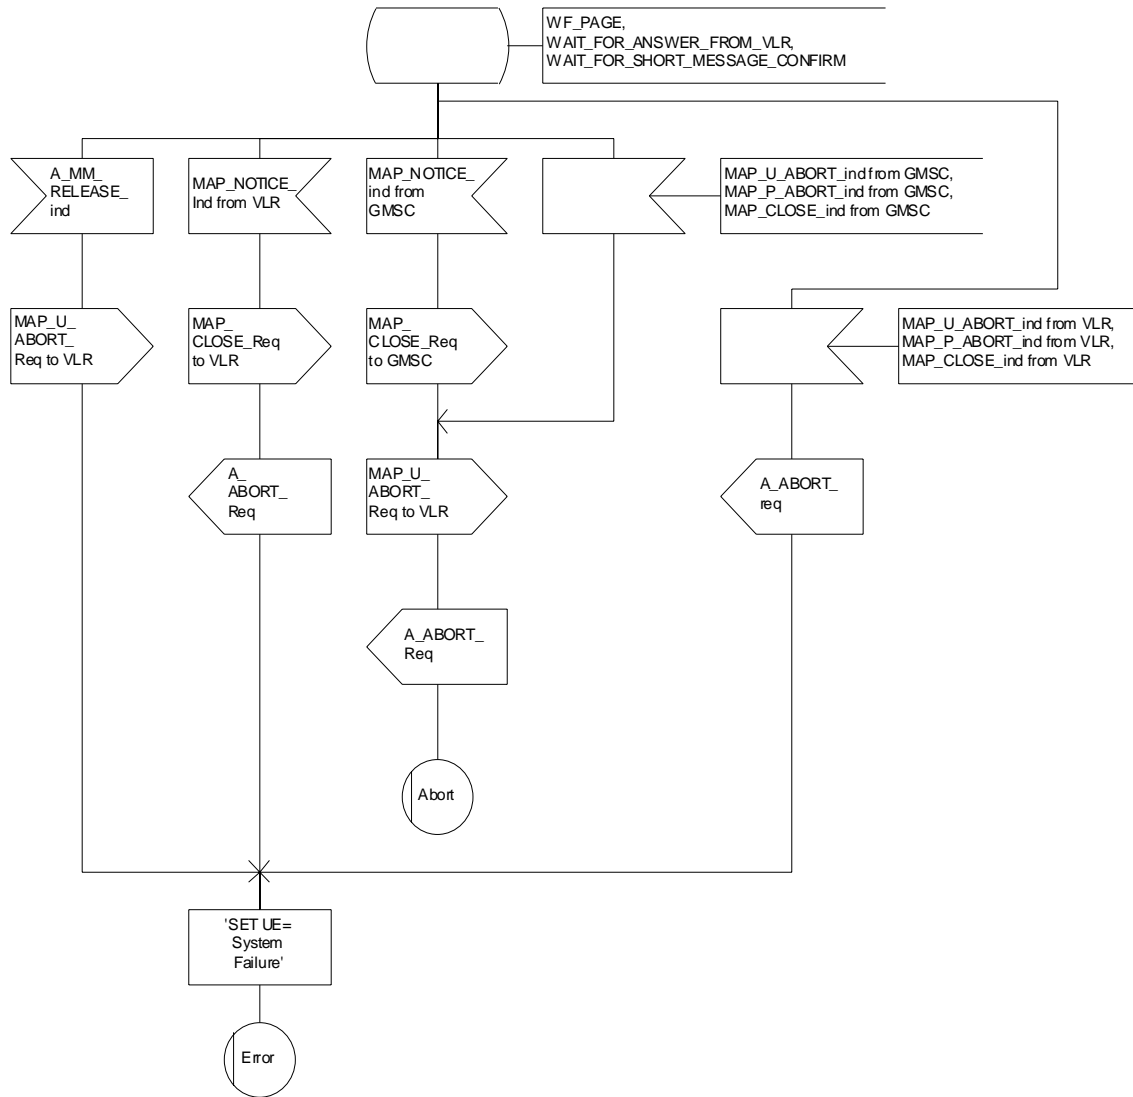 WF_PAGE,
WAIT_FOR_ANSWER_FROM_VLR,
WAIT_FOR_SHORT_MESSAGE_CONFIRM
A_MM_
RELEASE_
ind
MAP_NOTICE_
Ind from VLR
MAP_NOTICE_
ind from
GMSC
MAP_U_ABORT_ind from GMSC,
MAP_P_ABORT_ind from GMSC,
MAP_CLOSE_ind from GMSC
MAP_U_
ABORT_
Req to VLR
MAP_
CLOSE_Req
to VLR
MAP_
CLOSE_Req
to GMSC
MAP_U_ABORT_ind from VLR,
MAP_P_ABORT_ind from VLR,
MAP_CLOSE_ind from VLR
A_
ABORT_
Req
MAP_U_
ABORT_
Req to VLR
A_ABORT_
req
A_ABORT_
Req
Abort
'SET UE=
System
Failure'
Error